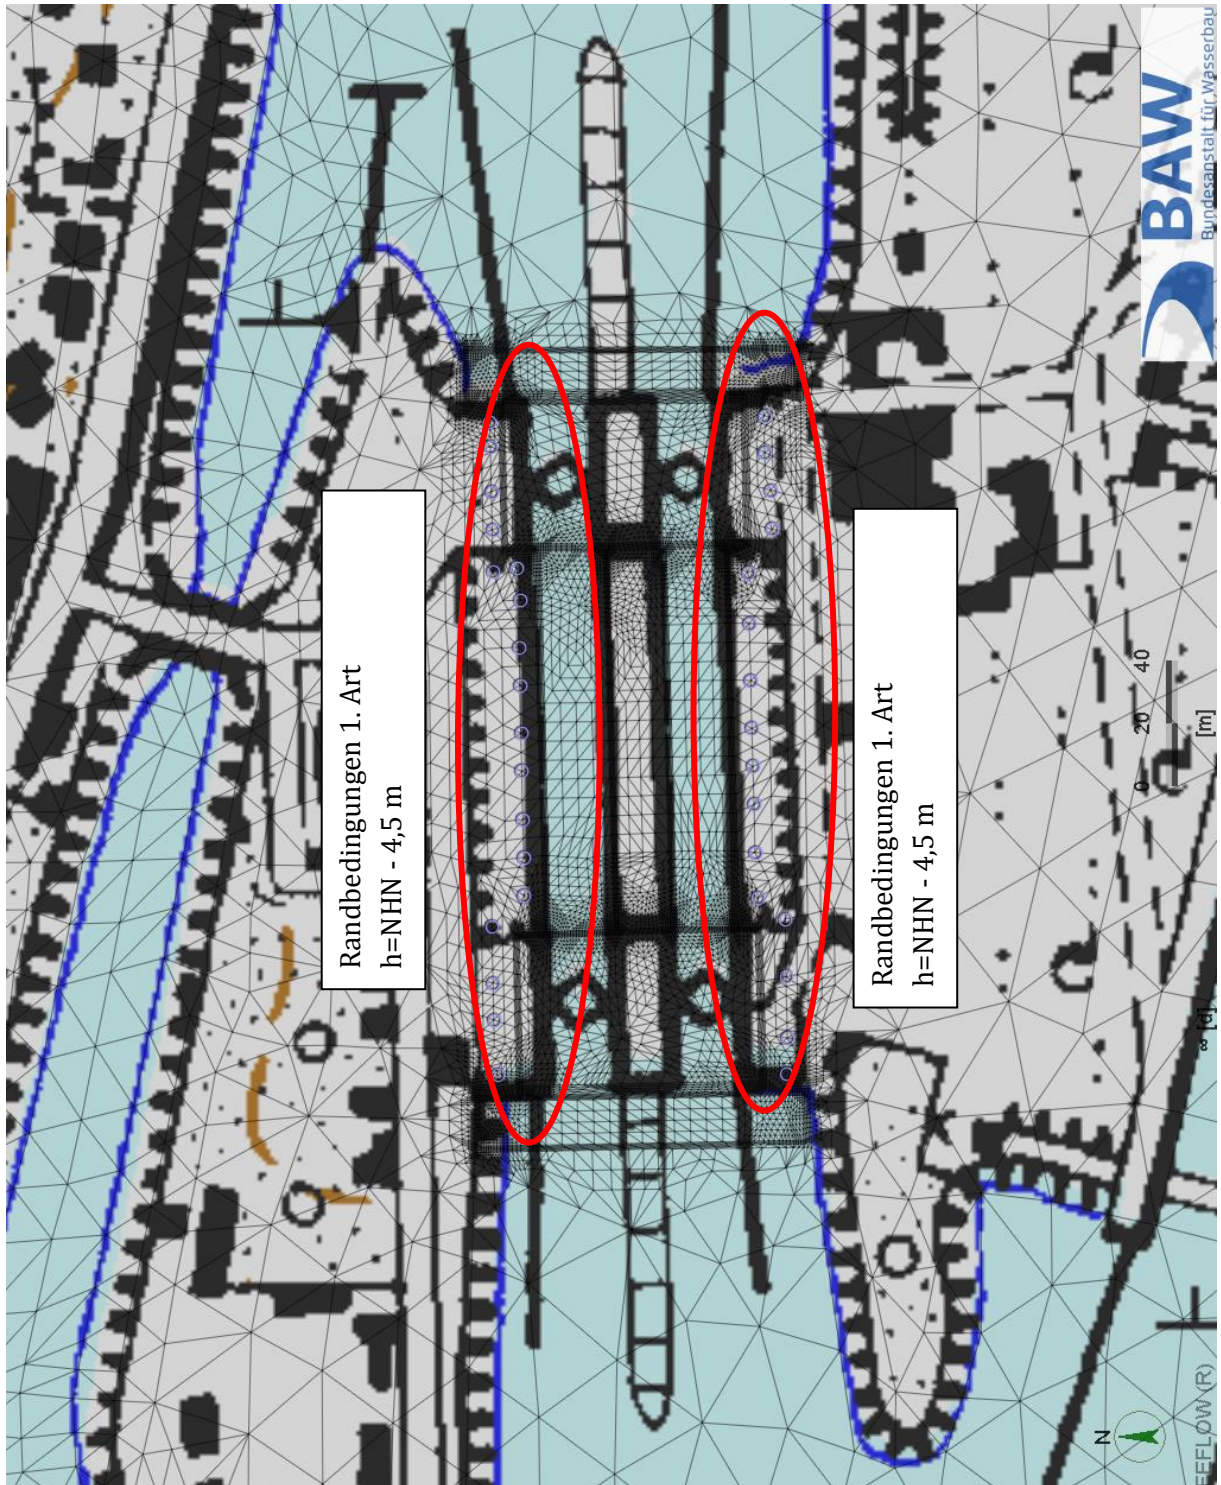 Randbedingungen 1. Art
h=NHN - 4,5 m
Randbedingungen 1. Art
h=NHN - 4,5 m
BAW
Bundesanstalt für Wasserbau
0 20 40
[m]
[d]
N
EEFLOW (R)